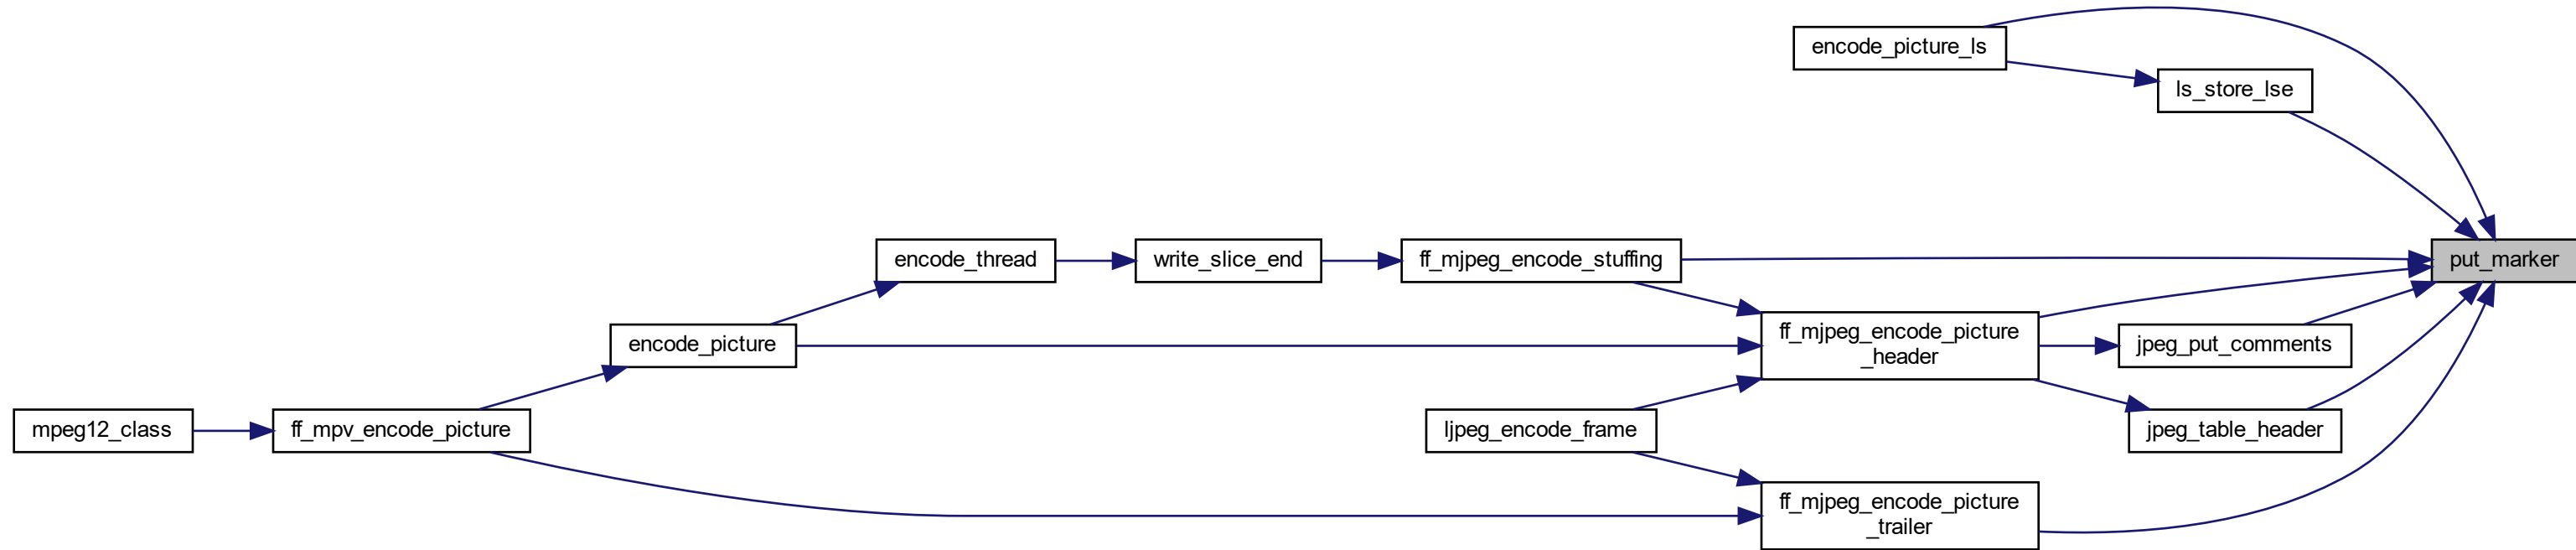 encode_picture_ls
ls_store_lse
encode_thread
write_slice_end
ff_mjpeg_encode_stuffing
put_marker
encode_picture
ff_mjpeg_encode_picture
_header
jpeg_put_comments
mpeg12_class
ff_mpv_encode_picture
ljpeg_encode_frame
jpeg_table_header
ff_mjpeg_encode_picture
_trailer